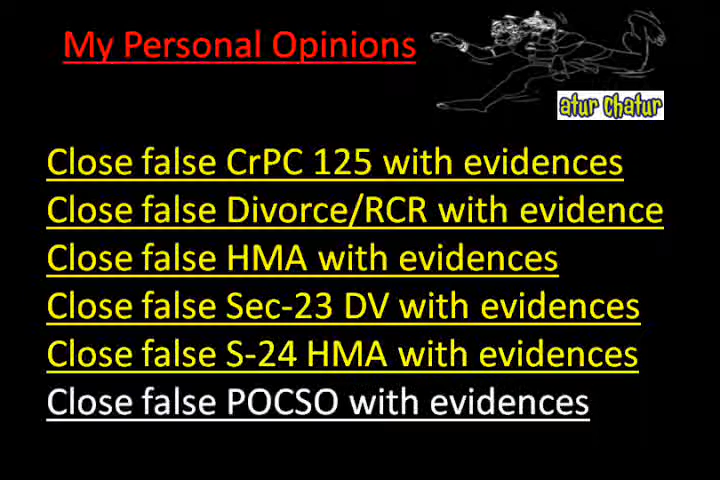 My Personal Opinions
atur Chatur
Close false CrPC 125 with evidences
Close false Divorce/RCR with evidence
Close false HMA with evidences
Close false Sec-23 DV with evidences
Close false S-24 HMA with evidences
Close false POCSO with evidences